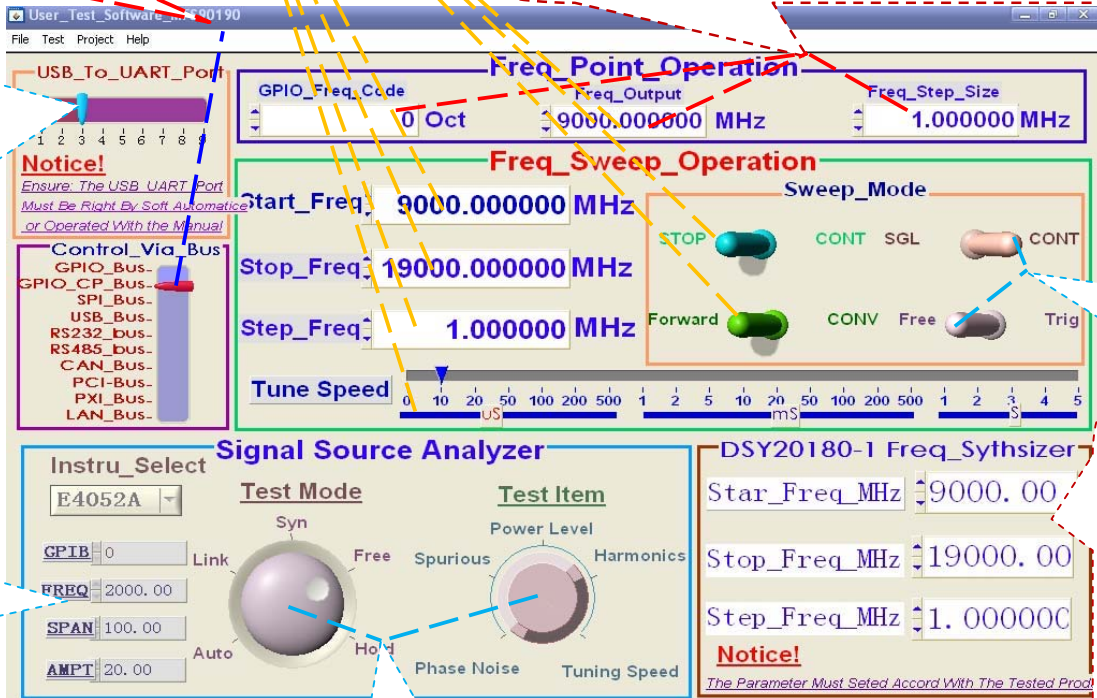 User_Test_Software_
File Test Project Help
USB_To_UART_Port
1 2 3 4 5 6 7 8 9
Notice!
Ensure: The USB_UART_Port
Must Be Right By Soft Automatice
or Operated With the Manual
Control_Via_Bus
GPIO_Bus
GPIO_CP_Bus
SPI_Bus
USB_Bus
RS232_bus
RS485_bus
CAN_Bus
PCI-Bus
PXI_Bus
LAN_Bus
Freq_Point_Operation
GPIO_Freq_Code Freq_Output Freq_Step_Size
0 Oct 9000.000000 MHz 1.000000 MHz
Freq_Sweep_Operation
Start_Freq 9000.000000 MHz
Stop_Freq 19000.000000 MHz
Step_Freq 1.000000 MHz
Sweep_Mode
STOP CONT SGL CONT
Forward CONV Free Trig
Tune Speed
0 10 20 50 100 200 500 1 2 5 10 20 50 100 200 500 1 2 3 4 5
uS mS S
Signal Source Analyzer
Instru_Select
E4052A
GPIB 0
FREQ 2000.00
SPAN 100.00
AMPT 20.00
Test Mode
Syn
Link Free
Auto Hold
Test Item
Power Level
Spurious Harmonics
Phase Noise Tuning Speed
DSY20180-1 Freq_Sythsizer
Star_Freq_MHz 9000.00
Stop_Freq_MHz 19000.00
Step_Freq_MHz 1.000000
Notice!
The Parameter Must Seted Accord With The Tested Prod